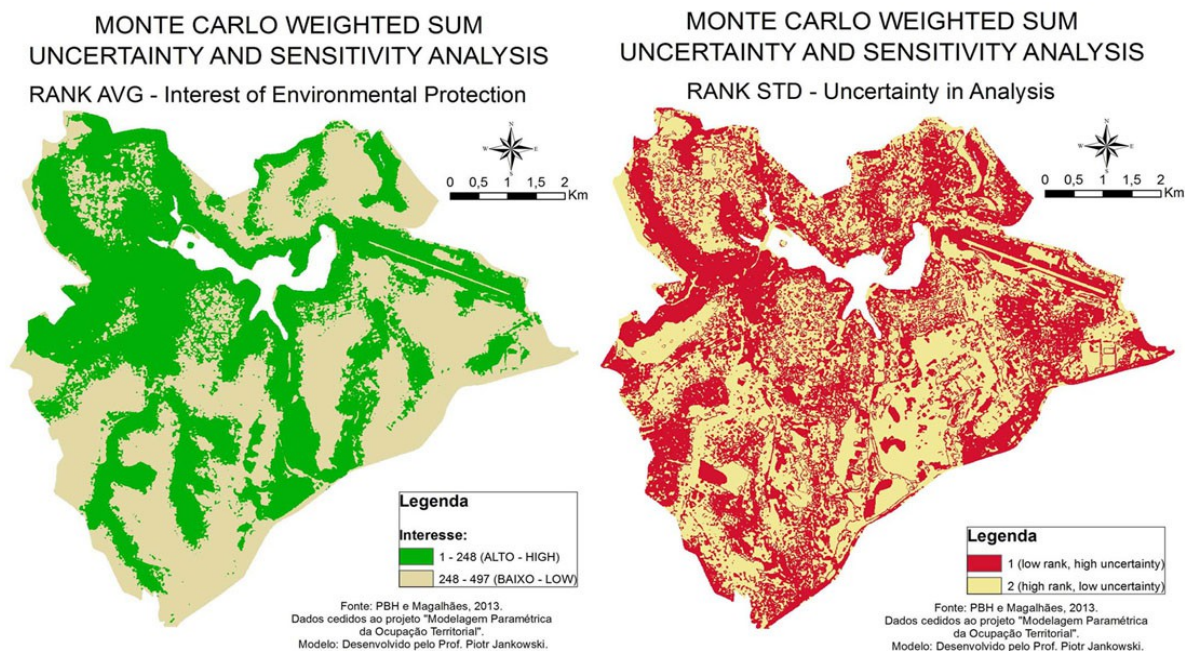 MONTE CARLO WEIGHTED SUM
UNCERTAINTY AND SENSITIVITY ANALYSIS
RANK AVG - Interest of Environmental Protection
N
W
E
S
0 0,5 1 2
Km
Legenda
Interesse:
1 - 248 (ALTO - HIGH)
248 - 497 (BAIXO - LOW)
Fonte: PBH e Magalhães, 2013.
Dados cedidos ao projeto "Modelagem Paramétrica
da Ocupação Territorial".
Modelo: Desenvolvido pelo Prof. Piotr Jankowski.
MONTE CARLO WEIGHTED SUM
UNCERTAINTY AND SENSITIVITY ANALYSIS
RANK STD - Uncertainty in Analysis
N
W
E
S
0 0,5 1 2
Km
Legenda
1 (low rank, high uncertainty)
2 (high rank, low uncertainty)
Fonte: PBH e Magalhães, 2013.
Dados cedidos ao projeto "Modelagem Paramétrica
da Ocupação Territorial".
Modelo: Desenvolvido pelo Prof. Piotr Jankowski.